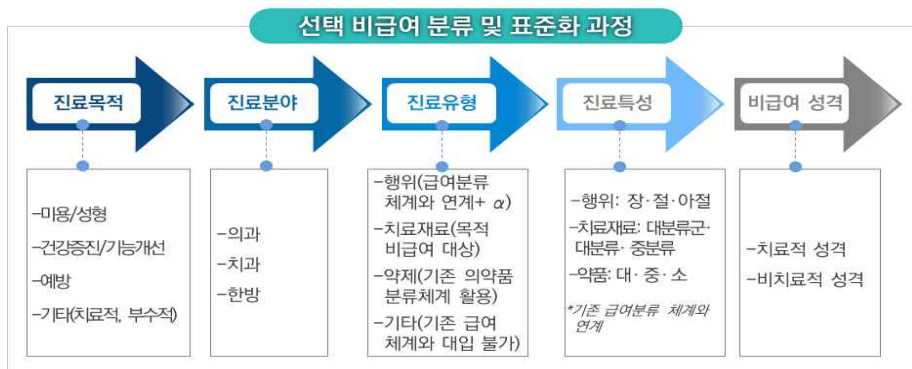 선택 비급여 분류 및 표준화 과정
진료목적
진료분야
진료유형
진료특성
비급여 성격
-미용/성형
-건강증진/기능개선
-예방
-기타(치료적, 부수적)
-의과
-치과
-한방
-행위(급여분류
체계와 연계+ α)
-치료재료(목적
비급여 대상)
-약제(기존 의약품
분류체계 활용)
-기타(기존 급여
체계와 대입 불가)
-행위: 장·절·아절
-치료재료: 대분류군·
대분류· 중분류
-약품: 대· 중· 소
*기존 급여분류 체계와
연계
-치료적 성격
-비치료적 성격